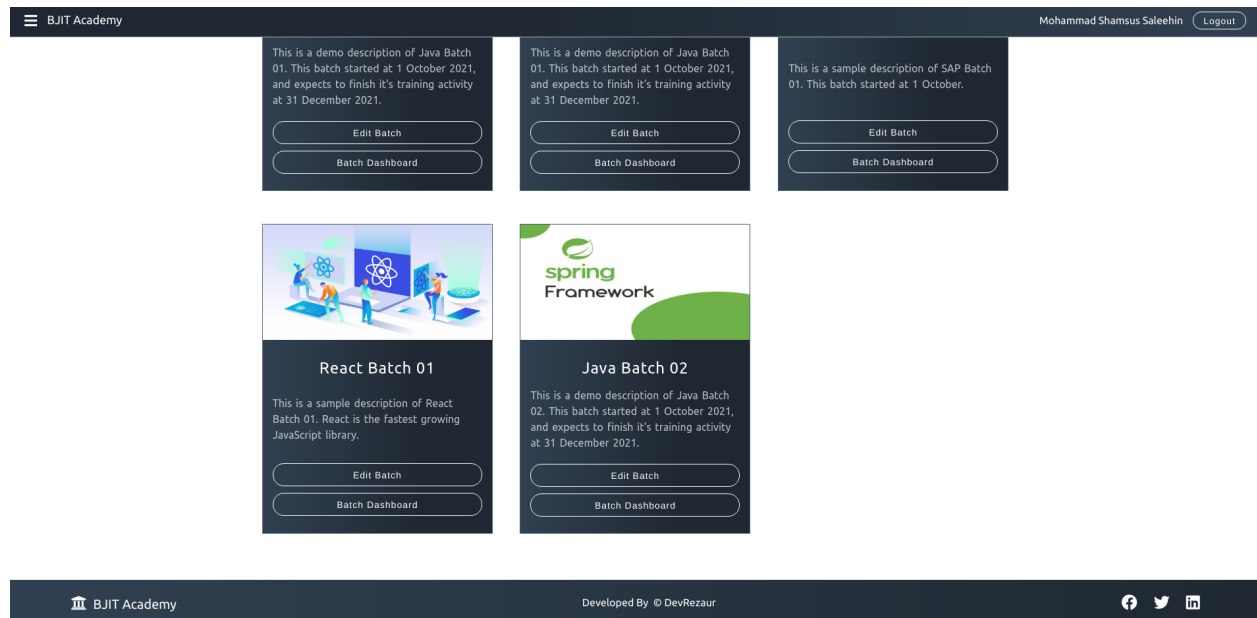 BJIT Academy
Mohammad Shamsus Saleehin Logout
This is a demo description of Java Batch
01. This batch started at 1 October 2021,
and expects to finish it's training activity
at 31 December 2021.
Edit Batch
Batch Dashboard
This is a demo description of Java Batch
01. This batch started at 1 October 2021,
and expects to finish it's training activity
at 31 December 2021.
Edit Batch
Batch Dashboard
This is a sample description of SAP Batch
01. This batch started at 1 October.
Edit Batch
Batch Dashboard
React Batch 01
This is a sample description of React
Batch 01. React is the fastest growing
JavaScript library.
Edit Batch
Batch Dashboard
spring
Framework
Java Batch 02
This is a demo description of Java Batch
02. This batch started at 1 October 2021,
and expects to finish it's training activity
at 31 December 2021.
Edit Batch
Batch Dashboard
BJIT Academy
Developed By © DevRezaur